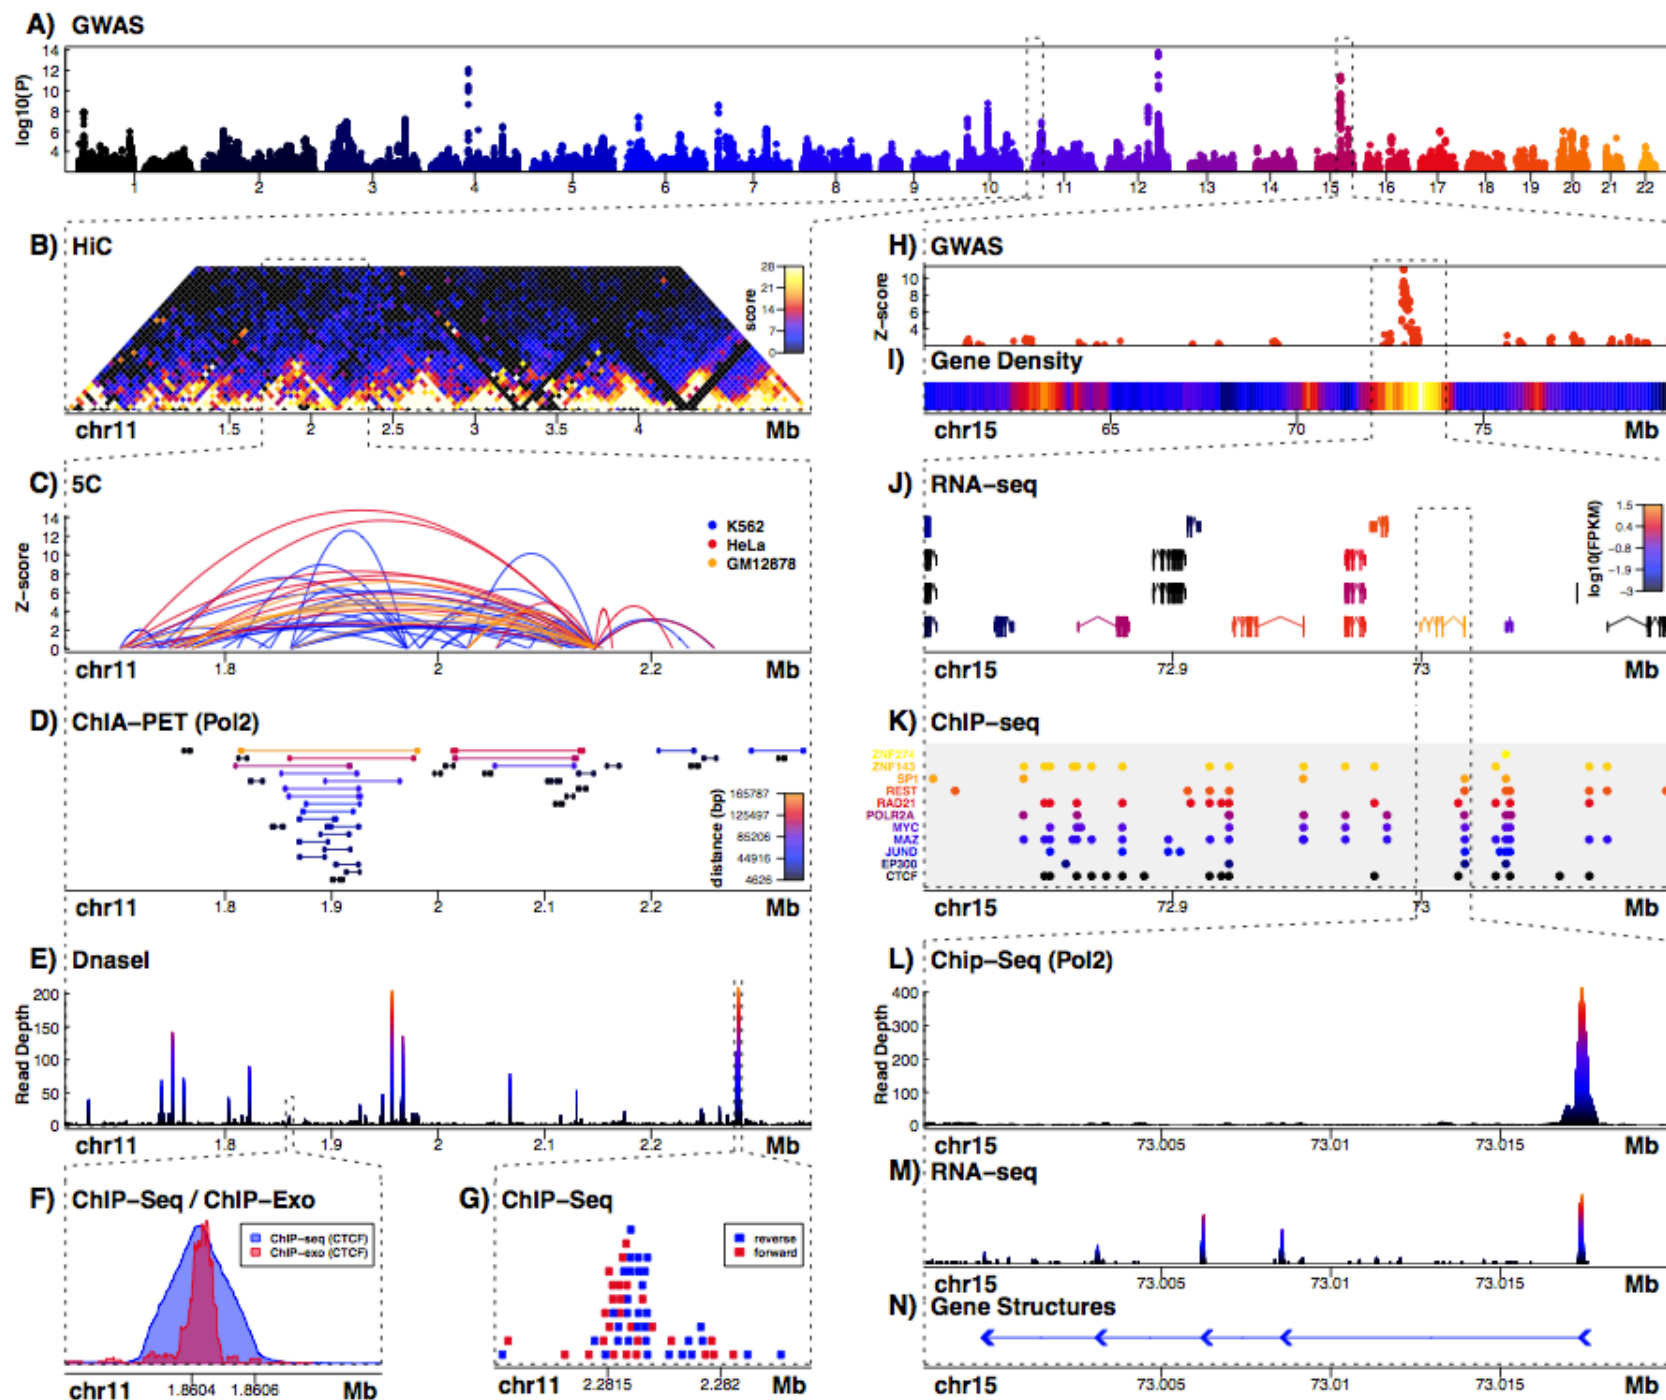 A) GWAS
log10(P)
14
12
10
8
6
4
1 2 3 4 5 6 7 8 9 10 11 12 13 14 15 16 17 18 19 20 21 22
B) HiC
score
28
21
14
7
0
chr11 1.5 2 2.5 3 3.5 4 Mb
C) 5C
Z-score
14
12
10
8
6
4
2
0
K562
HeLa
GM12878
chr11 1.8 2 2.2 Mb
D) ChIA-PET (Pol2)
distance (bp)
165787
125497
85206
44916
4626
chr11 1.8 1.9 2 2.1 2.2 Mb
E) DnaseI
Read Depth
200
150
100
50
0
chr11 1.8 1.9 2 2.1 2.2 Mb
F) ChIP-Seq / ChIP-Exo
ChIP-seq (CTCF)
ChIP-exo (CTCF)
chr11 1.8604 1.8606 Mb
G) ChIP-Seq
reverse
forward
chr11 2.2815 2.282 Mb
H) GWAS
Z-score
10
8
6
4
I) Gene Density
chr15 65 70 75 Mb
J) RNA-seq
log10(FPKM)
1.5
0.4
-0.8
-1.9
-3
chr15 72.9 73 Mb
K) ChIP-seq
ZNF274
ZNF143
SP1
REST
RAD21
POLR2A
MYC
MAZ
JUND
EP300
CTCF
chr15 72.9 73 Mb
L) Chip-Seq (Pol2)
Read Depth
400
300
200
100
0
chr15 73.005 73.01 73.015 Mb
M) RNA-seq
chr15 73.005 73.01 73.015 Mb
N) Gene Structures
chr15 73.005 73.01 73.015 Mb